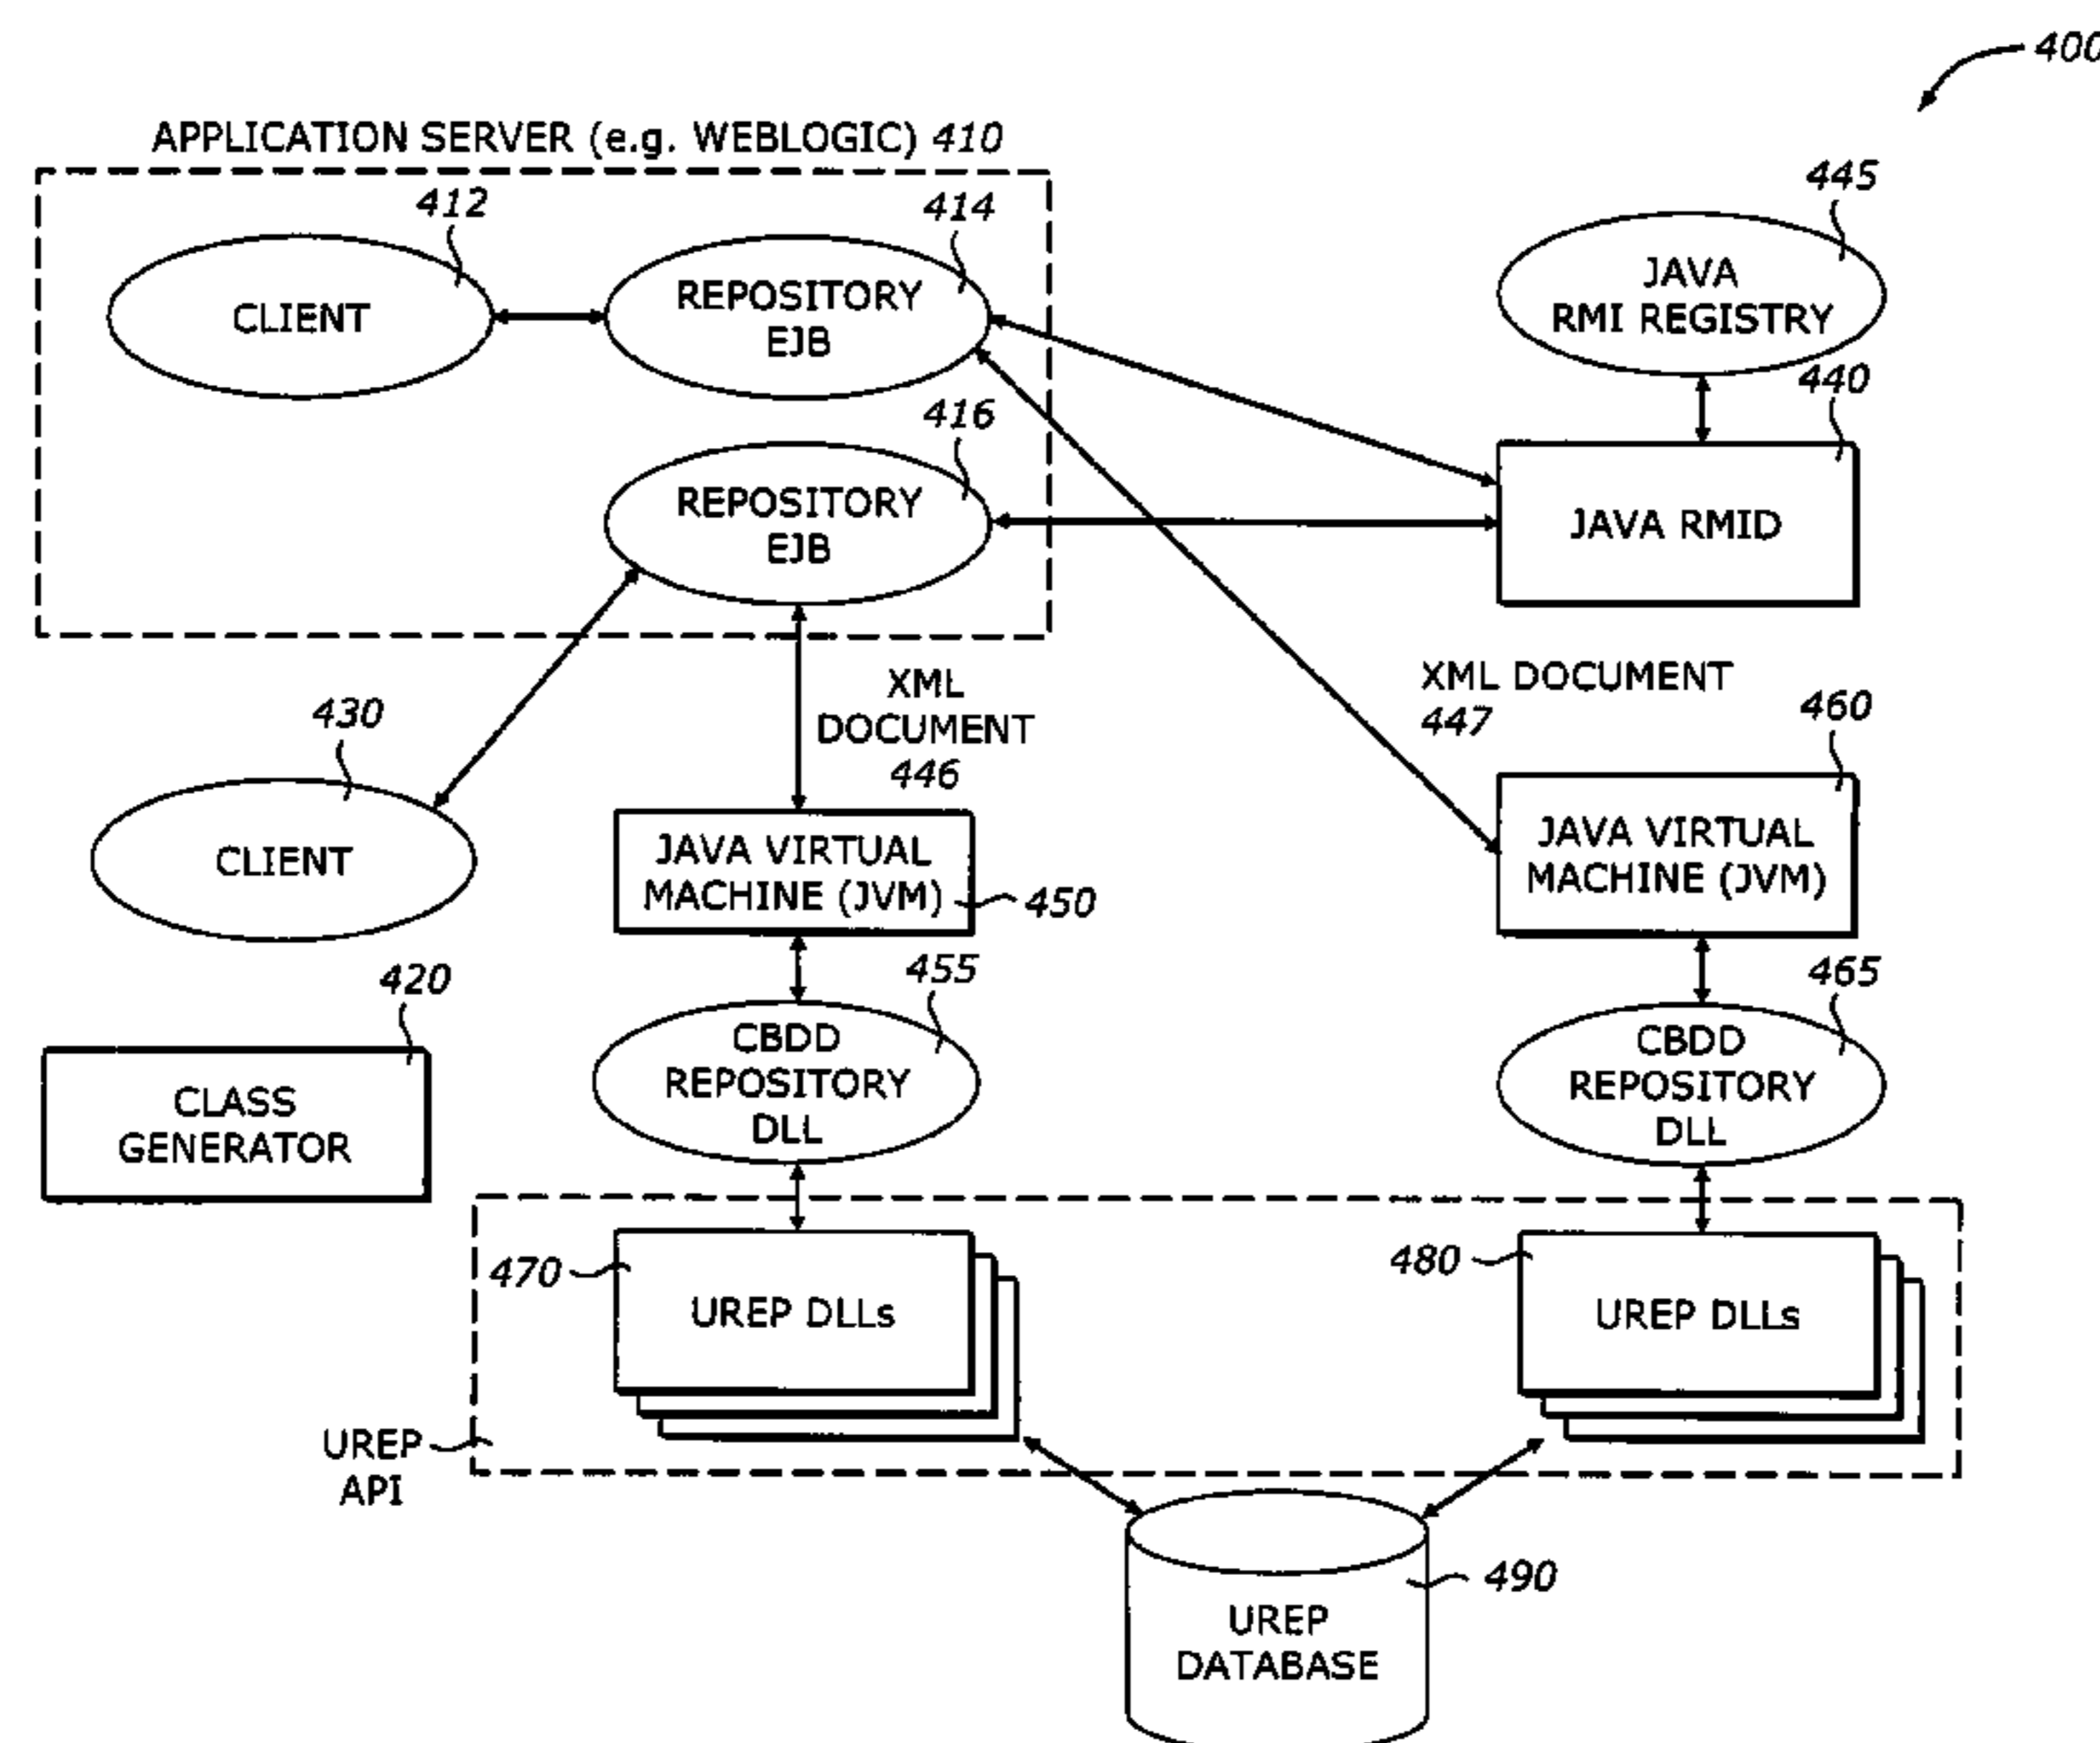 400
APPLICATION SERVER (e.g. WEBLOGIC) 410
412
414
445
CLIENT
REPOSITORY
EJB
JAVA
RMI REGISTRY
440
416
REPOSITORY
EJB
JAVA RMID
XML
DOCUMENT
446
XML DOCUMENT
447
460
430
CLIENT
JAVA VIRTUAL
MACHINE (JVM)
450
JAVA VIRTUAL
MACHINE (JVM)
420
455
465
CLASS
GENERATOR
CBDD
REPOSITORY
DLL
CBDD
REPOSITORY
DLL
470
UREP DLLs
480
UREP DLLs
UREP
API
490
UREP
DATABASE